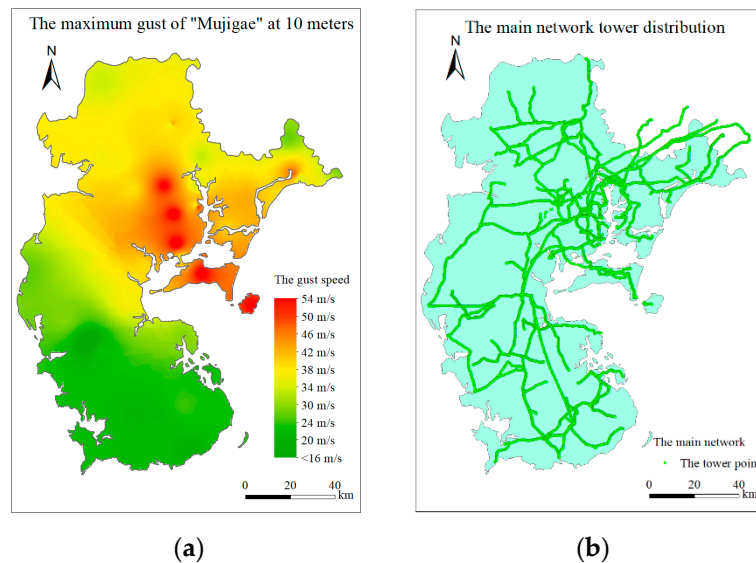 The maximum gust of "Mujigae" at 10 meters
N
The gust speed
54 m/s
50 m/s
46 m/s
42 m/s
38 m/s
34 m/s
30 m/s
24 m/s
20 m/s
<16 m/s
0 20 40
km
(a)
The main network tower distribution
N
The main network
The tower point
0 20 40
km
(b)